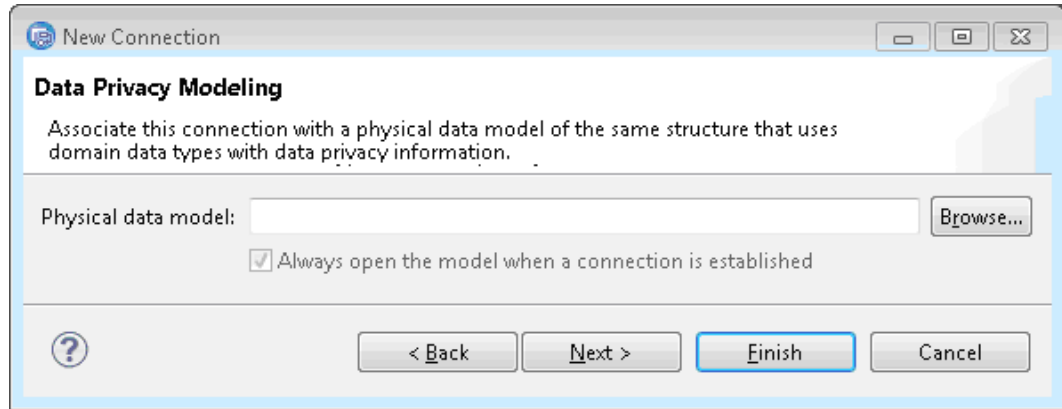 New Connection
Data Privacy Modeling
Associate this connection with a physical data model of the same structure that uses
domain data types with data privacy information.
Physical data model:
Browse...
Always open the model when a connection is established
?
< Back
Next >
Finish
Cancel